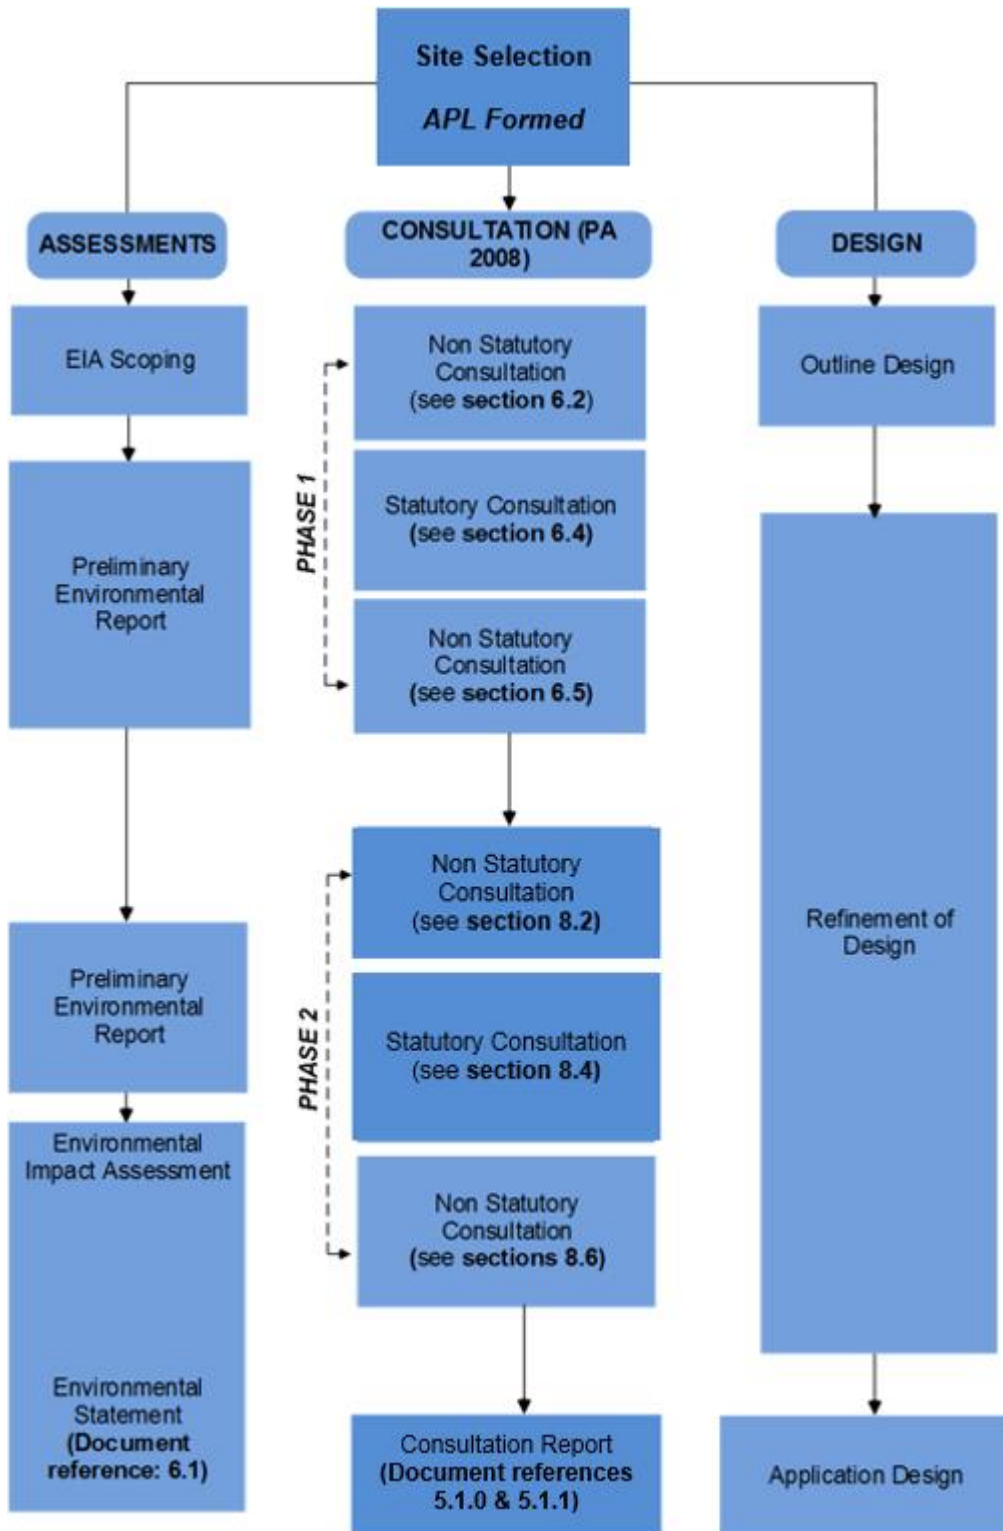 Site Selection
APL Formed
ASSESSMENTS
CONSULTATION (PA
2008)
DESIGN
EIA Scoping
Preliminary
Environmental
Report
Preliminary
Environmental
Report
Environmental
Impact Assessment
Environmental
Statement
(Document
reference: 6.1)
PHASE 1
Non Statutory
Consultation
(see section 6.2)
Statutory Consultation
(see section 6.4)
Non Statutory
Consultation
(see section 6.5)
PHASE 2
Non Statutory
Consultation
(see section 8.2)
Statutory Consultation
(see section 8.4)
Non Statutory
Consultation
(see sections 8.6)
Consultation Report
(Document references
5.1.0 & 5.1.1)
Outline Design
Refinement of
Design
Application Design